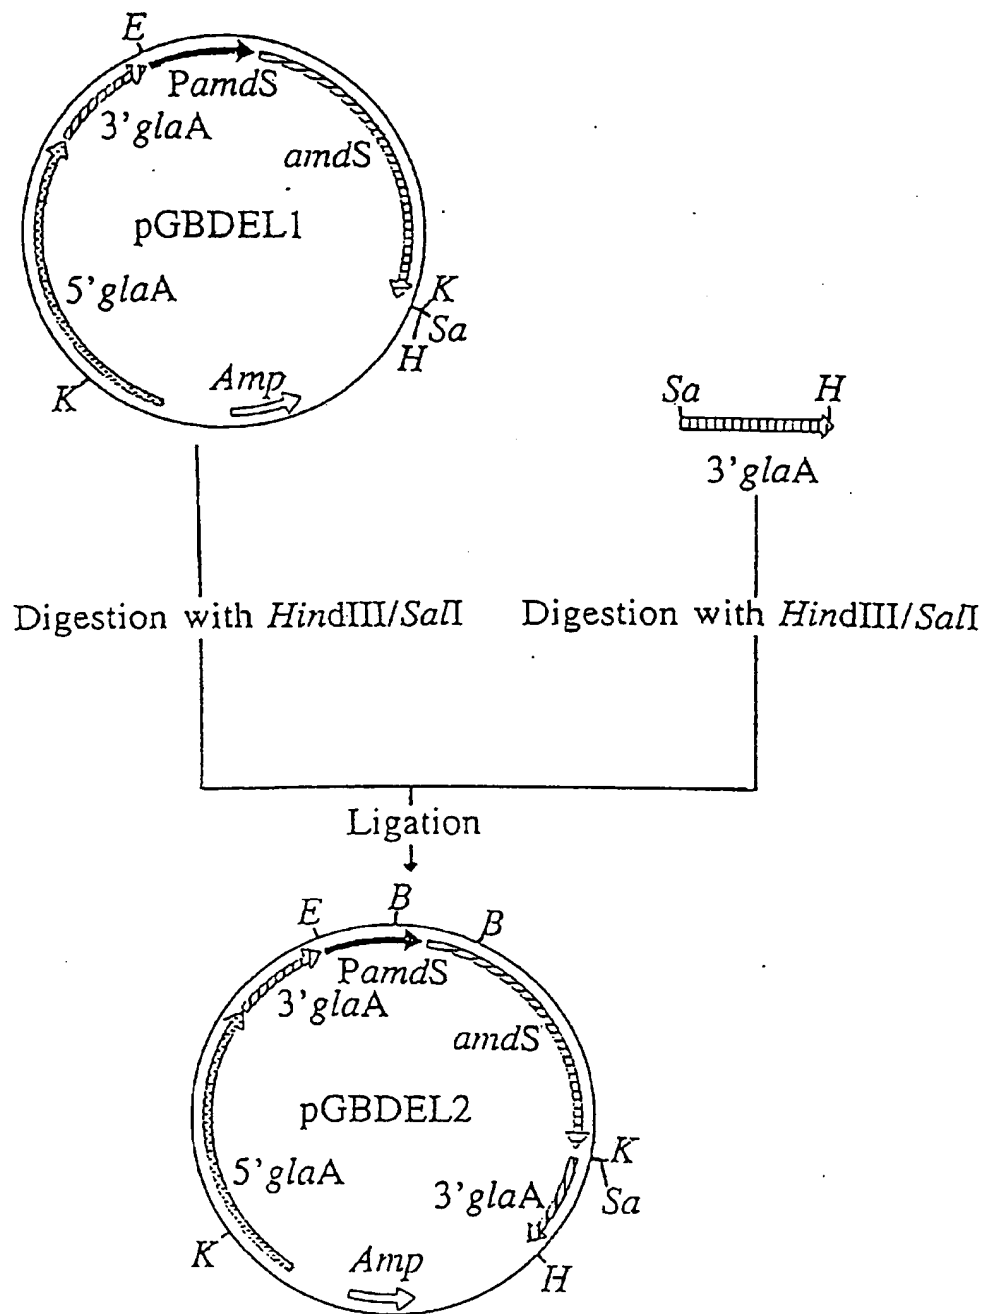 E
PamdS
3'glaA
amdS
pGBDEL1
5'glaA
K
Sa
H
Amp
K
Sa H
3'glaA
Digestion with HindIII/SalI
Digestion with HindIII/SalI
Ligation
B
E
B
PamdS
3'glaA
amdS
pGBDEL2
K
5'glaA
3'glaA
Sa
K
Amp
H